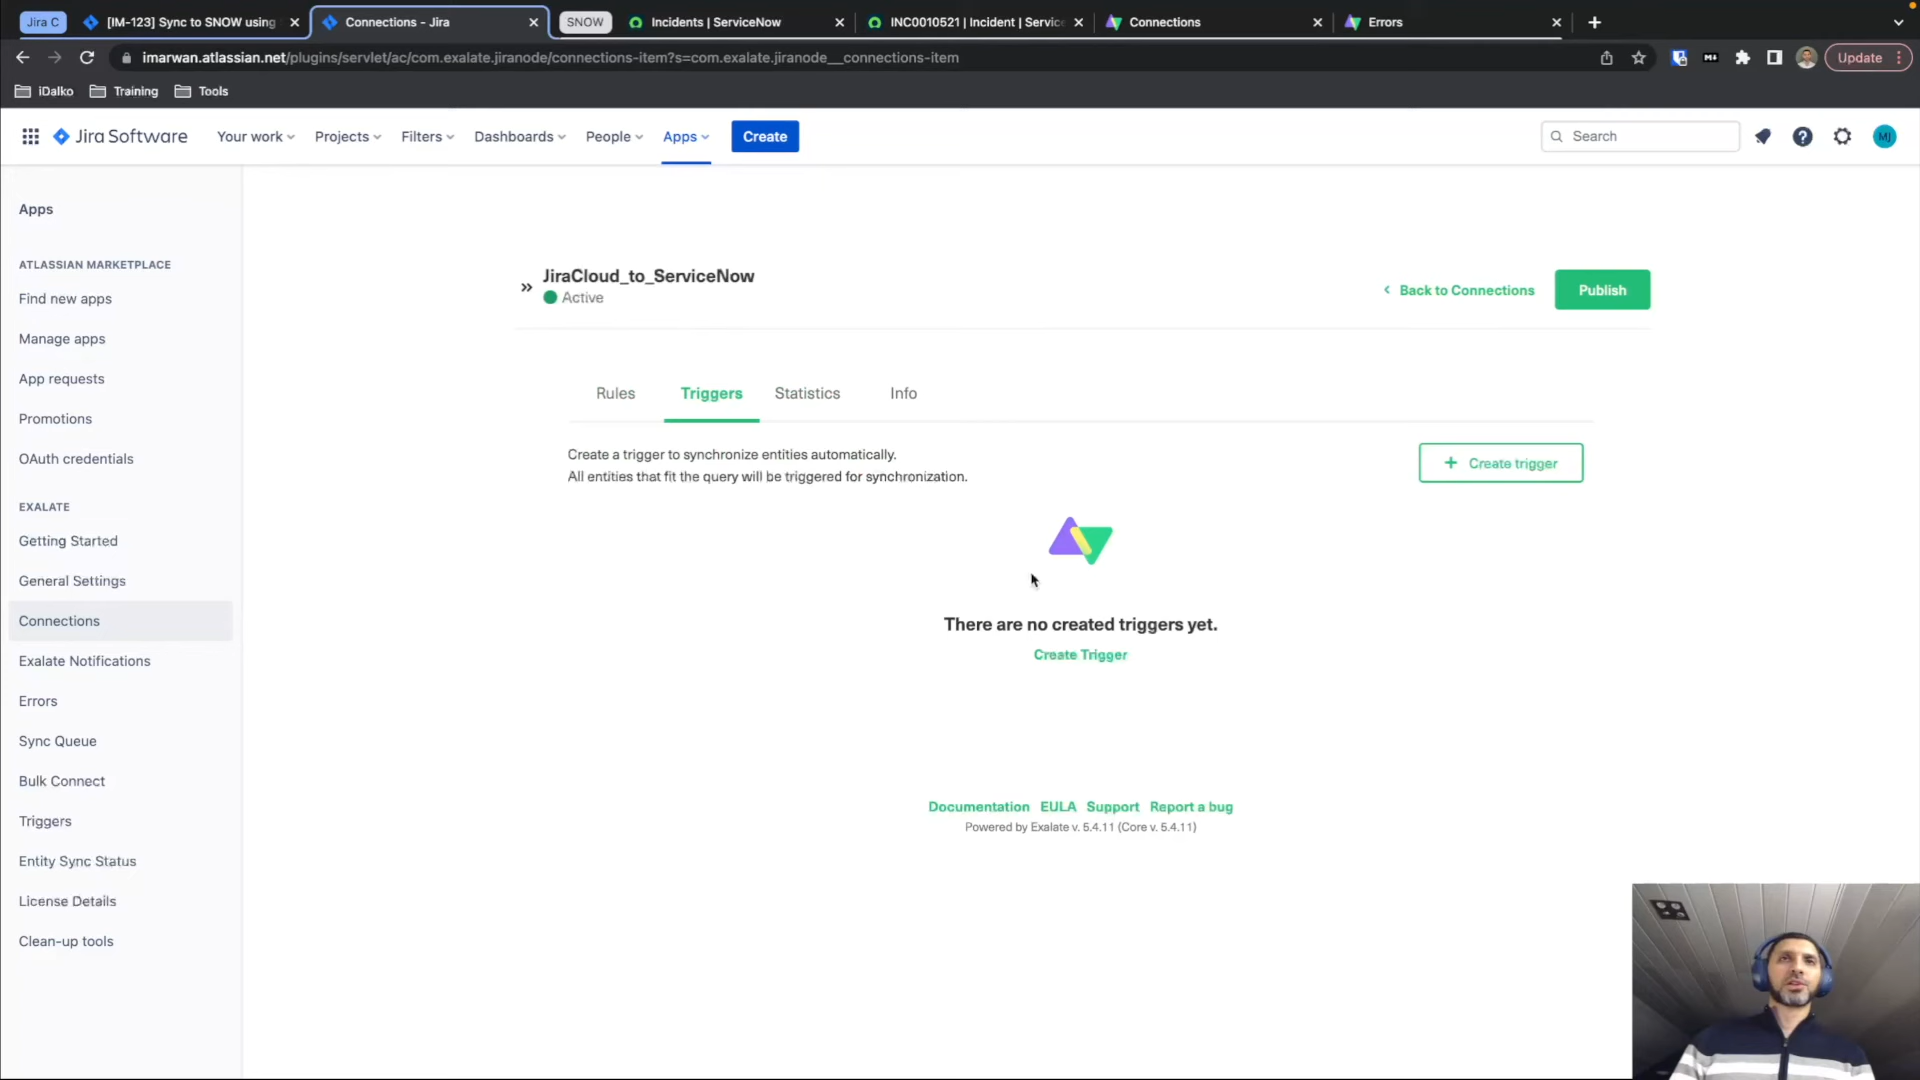 Jira C
[IM-123] Sync to SNOW using
Connections - Jira
SNOW
Incidents | ServiceNow
INC0010521 | Incident | Service
Connections
Errors
imarwan.atlassian.net/plugins/servlet/ac/com.exalate.jiranode/connections-item?s=com.exalate.jiranode__connections-item
Update
iDalko
Training
Tools
Jira Software
Your work
Projects
Filters
Dashboards
People
Apps
Create
Search
MJ
Apps
ATLASSIAN MARKETPLACE
Find new apps
Manage apps
App requests
Promotions
OAuth credentials
EXALATE
Getting Started
General Settings
Connections
Exalate Notifications
Errors
Sync Queue
Bulk Connect
Triggers
Entity Sync Status
License Details
Clean-up tools
JiraCloud_to_ServiceNow
Active
Back to Connections
Publish
Rules
Triggers
Statistics
Info
Create a trigger to synchronize entities automatically.
All entities that fit the query will be triggered for synchronization.
+ Create trigger
There are no created triggers yet.
Create Trigger
Documentation EULA Support Report a bug
Powered by Exalate v. 5.4.11 (Core v. 5.4.11)